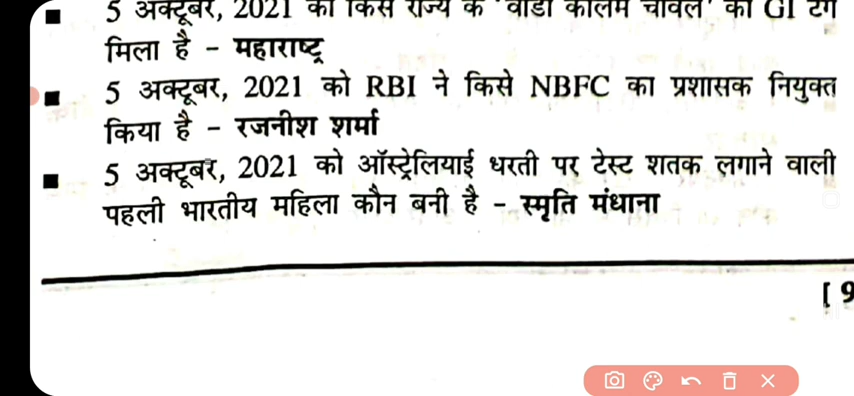 5 अक्टूबर, 2021 को किस राज्य के 'वाडा कोलम चावल' को GI टैग
मिला है – महाराष्ट्र
5 अक्टूबर, 2021 को RBI ने किसे NBFC का प्रशासक नियुक्त
किया है – रजनीश शर्मा
5 अक्टूबर, 2021 को ऑस्ट्रेलियाई धरती पर टेस्ट शतक लगाने वाली
पहली भारतीय महिला कौन बनी है – स्मृति मंधाना
[ 9